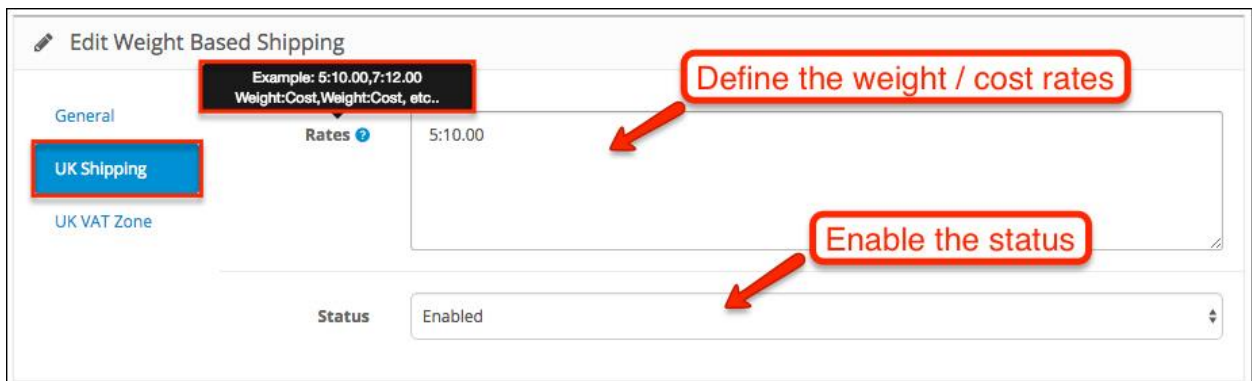 Edit Weight Based Shipping
Example: 5:10.00,7:12.00
Weight:Cost,Weight:Cost, etc..
Define the weight / cost rates
General
Rates
5:10.00
UK Shipping
UK VAT Zone
Enable the status
Status
Enabled